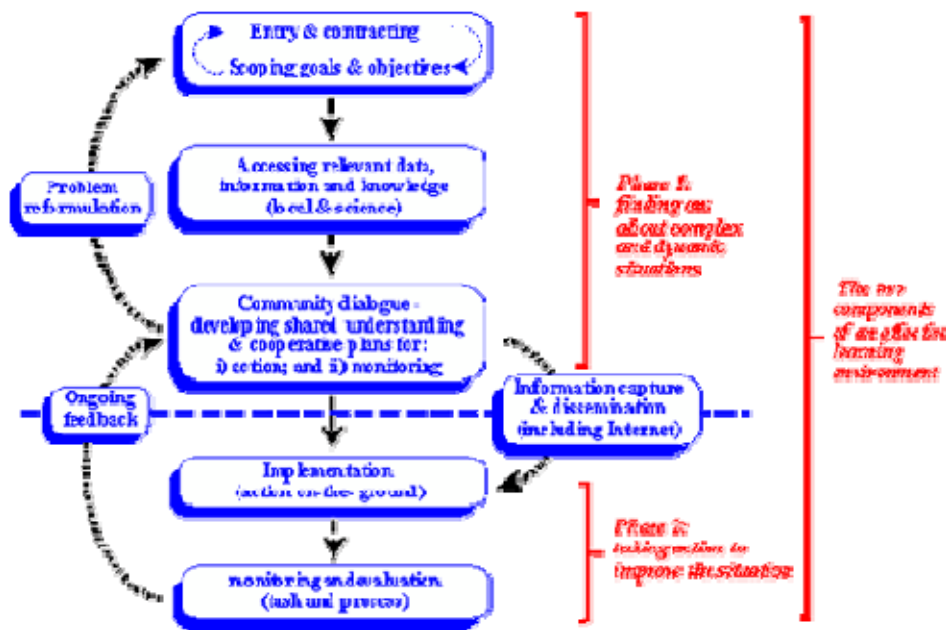 Entry & contracting
Scoping goals & objectives
Accessing relevant data,
information and knowledge
(local & science)
Problem
reformulation
Phase 1:
finding out
about complex
and dynamic
situations
Community dialogue -
developing shared understanding
& cooperative plans for:
i) action; and ii) monitoring
The two
components
of an effective
learning
environment
Ongoing
feedback
Information capture
& dissemination
(including Internet)
Implementation
(action on-the-ground)
Phase 2:
taking action to
improve the situation
monitoring and evaluation
(task and process)